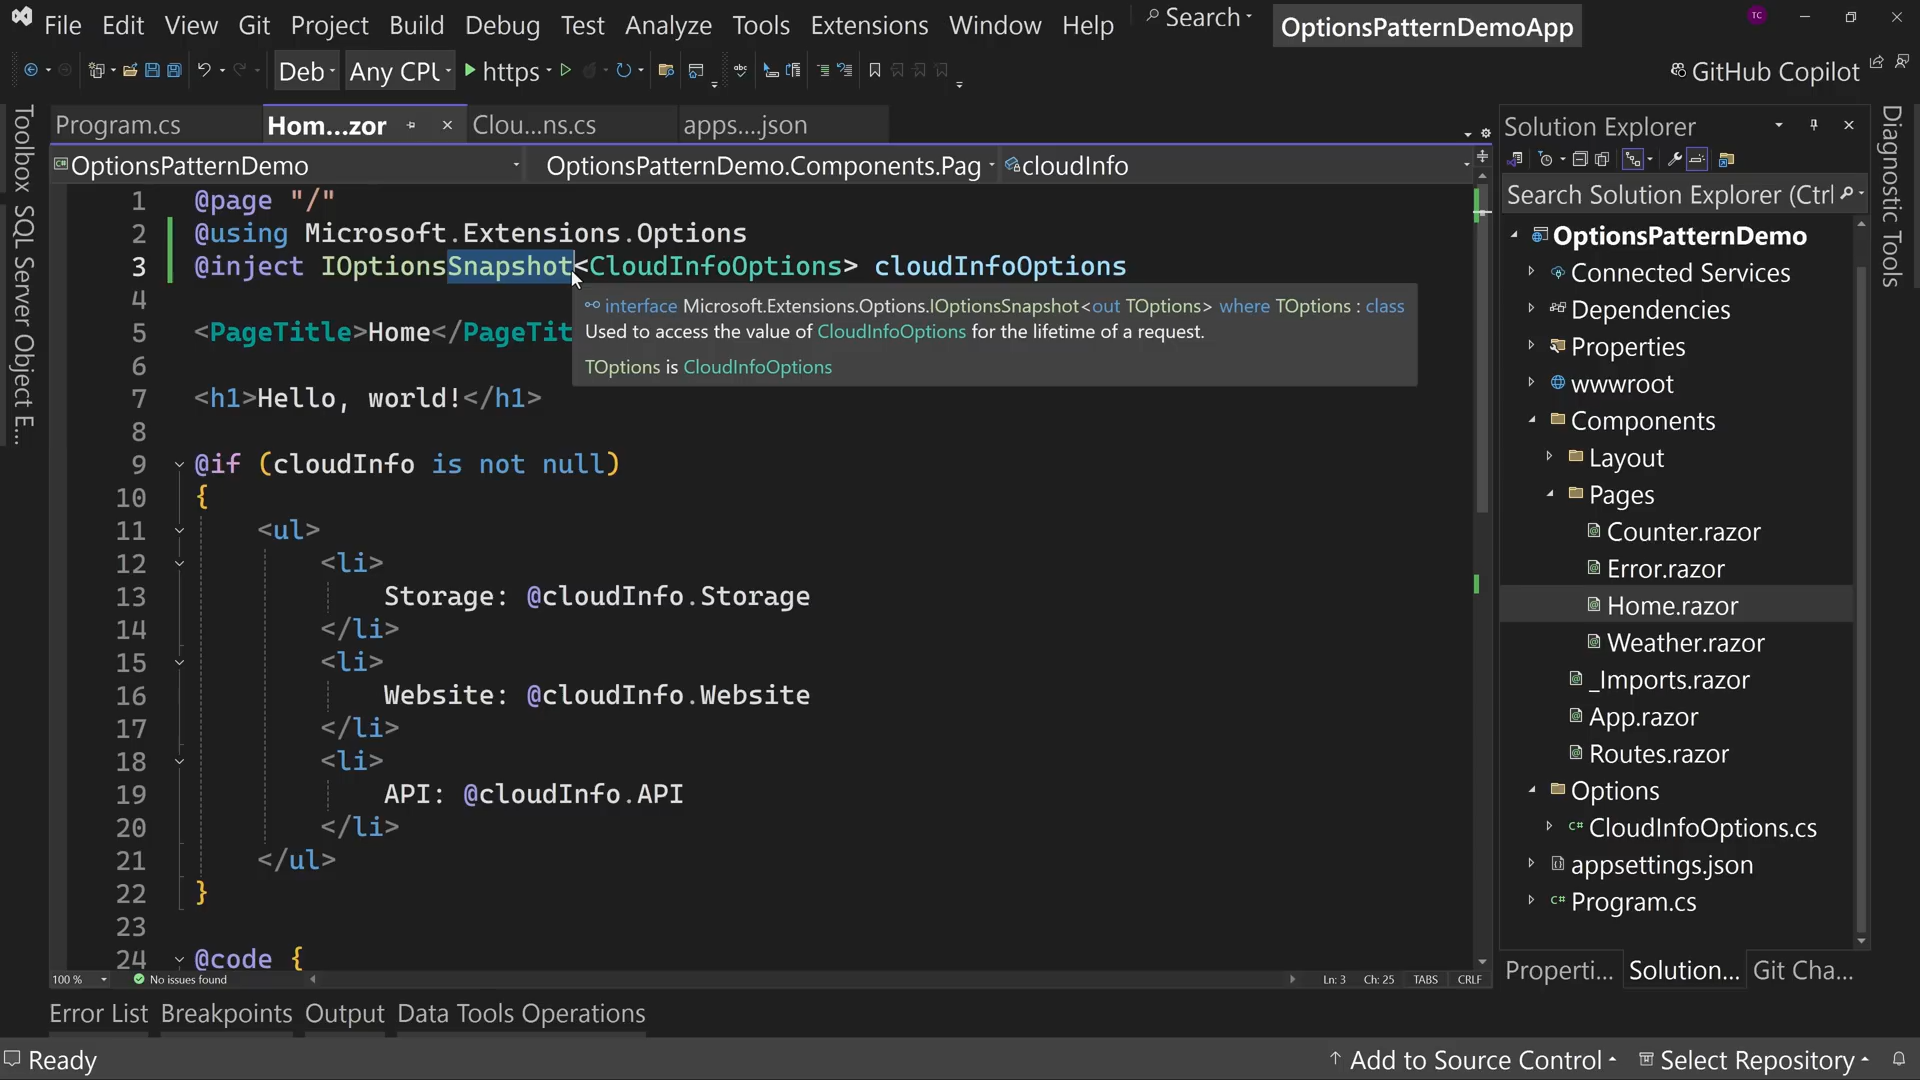 File Edit View Git Project Build Debug Test Analyze Tools Extensions Window Help Search OptionsPatternDemoApp TC
Deb Any CPU https GitHub Copilot
Toolbox
SQL Server Object E...
Program.cs Hom...zor Clou...ns.cs apps....json
OptionsPatternDemo OptionsPatternDemo.Components.Pag cloudInfo
1 @page "/"
2 @using Microsoft.Extensions.Options
3 @inject IOptionsSnapshot<CloudInfoOptions> cloudInfoOptions
4
interface Microsoft.Extensions.Options.IOptionsSnapshot<out TOptions> where TOptions : class
Used to access the value of CloudInfoOptions for the lifetime of a request.
TOptions is CloudInfoOptions
5 <PageTitle>Home</PageTit
6
7 <h1>Hello, world!</h1>
8
9 @if (cloudInfo is not null)
10 {
11 <ul>
12 <li>
13 Storage: @cloudInfo.Storage
14 </li>
15 <li>
16 Website: @cloudInfo.Website
17 </li>
18 <li>
19 API: @cloudInfo.API
20 </li>
21 </ul>
22 }
23
24 @code {
100 % No issues found Ln: 3 Ch: 25 TABS CRLF
Solution Explorer
Search Solution Explorer (Ctrl
OptionsPatternDemo
Connected Services
Dependencies
Properties
wwwroot
Components
Layout
Pages
Counter.razor
Error.razor
Home.razor
Weather.razor
_Imports.razor
App.razor
Routes.razor
Options
C# CloudInfoOptions.cs
appsettings.json
C# Program.cs
Properti... Solution... Git Cha...
Diagnostic Tools
Error List Breakpoints Output Data Tools Operations
Ready Add to Source Control Select Repository